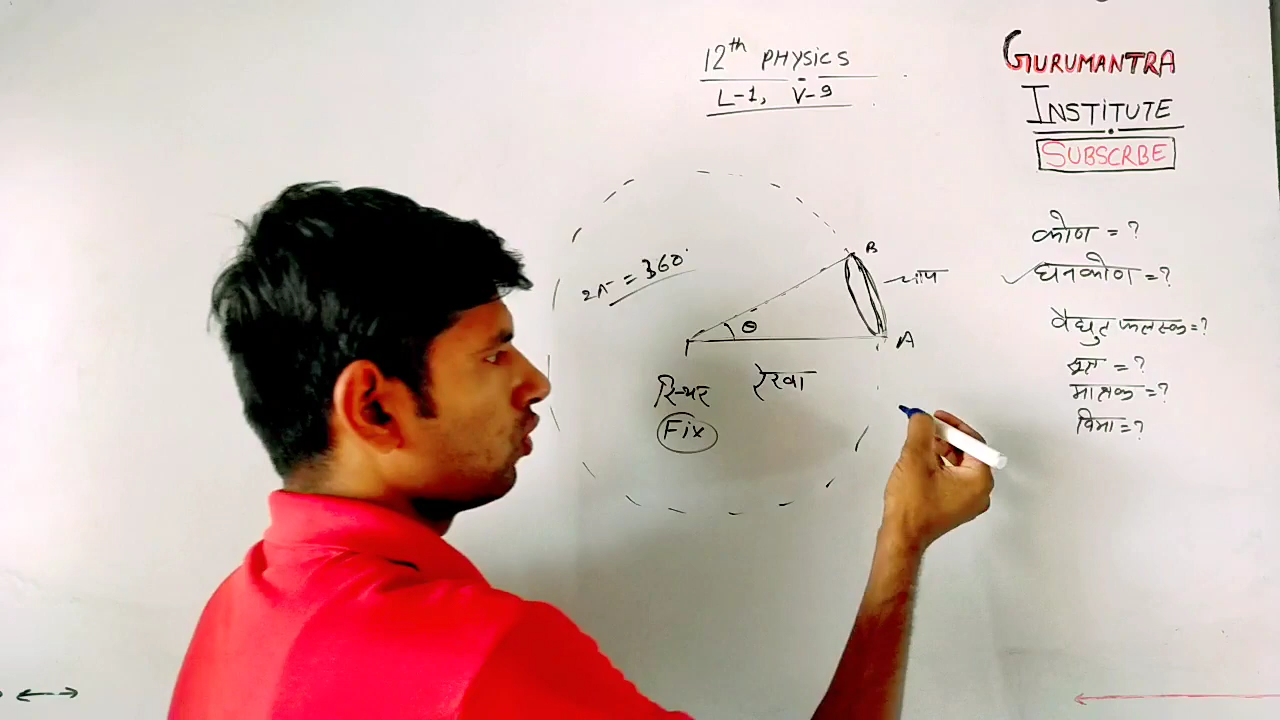 12th PHYSICS
L-1, V-9
GURUMANTRA
INSTITUTE
SUBSCRBE
कोण = ?
घनकोण = ?
वैद्युत फ्लक्स = ?
मात्रक = ?
विमा = ?
2π = 360°
B
चाप
θ
A
स्थिर
रेखा
Fix